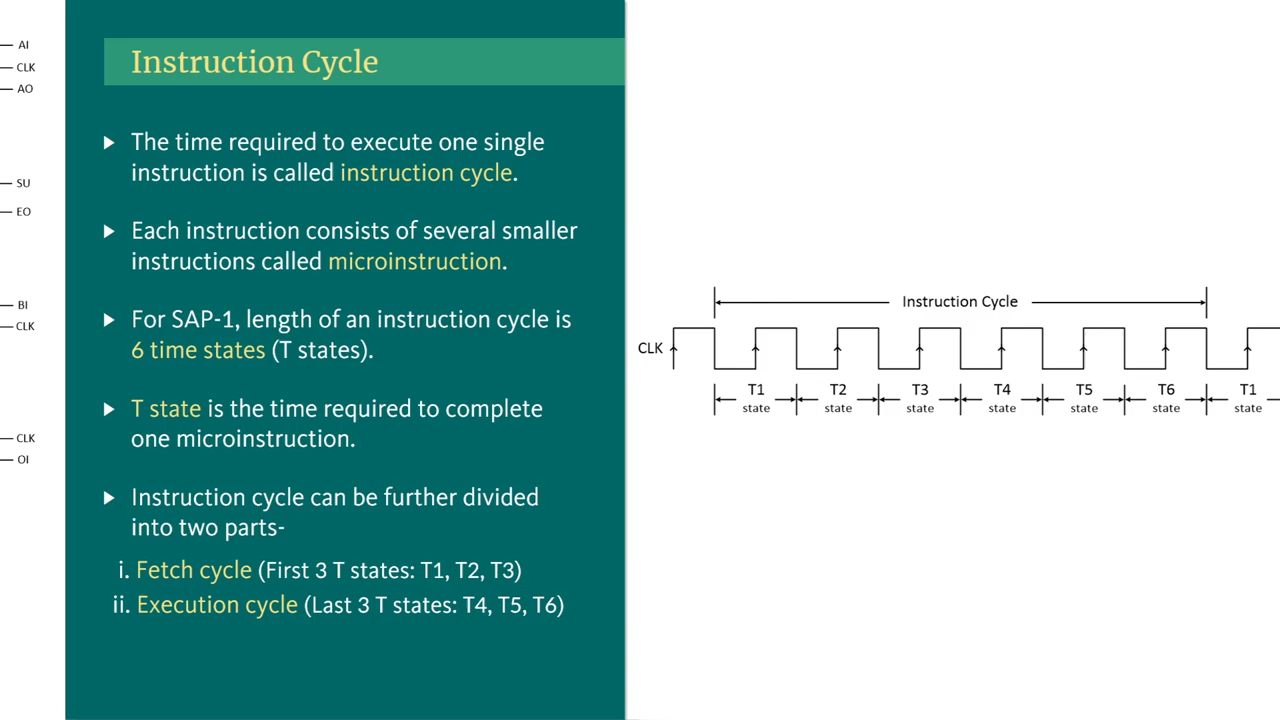 AI
CLK
AO
SU
EO
BI
CLK
CLK
OI
Instruction Cycle
The time required to execute one single
instruction is called instruction cycle.
Each instruction consists of several smaller
instructions called microinstruction.
For SAP-1, length of an instruction cycle is
6 time states (T states).
T state is the time required to complete
one microinstruction.
Instruction cycle can be further divided
into two parts-
i. Fetch cycle (First 3 T states: T1, T2, T3)
ii. Execution cycle (Last 3 T states: T4, T5, T6)
Instruction Cycle
CLK
T1 T2 T3 T4 T5 T6 T1
state state state state state state state